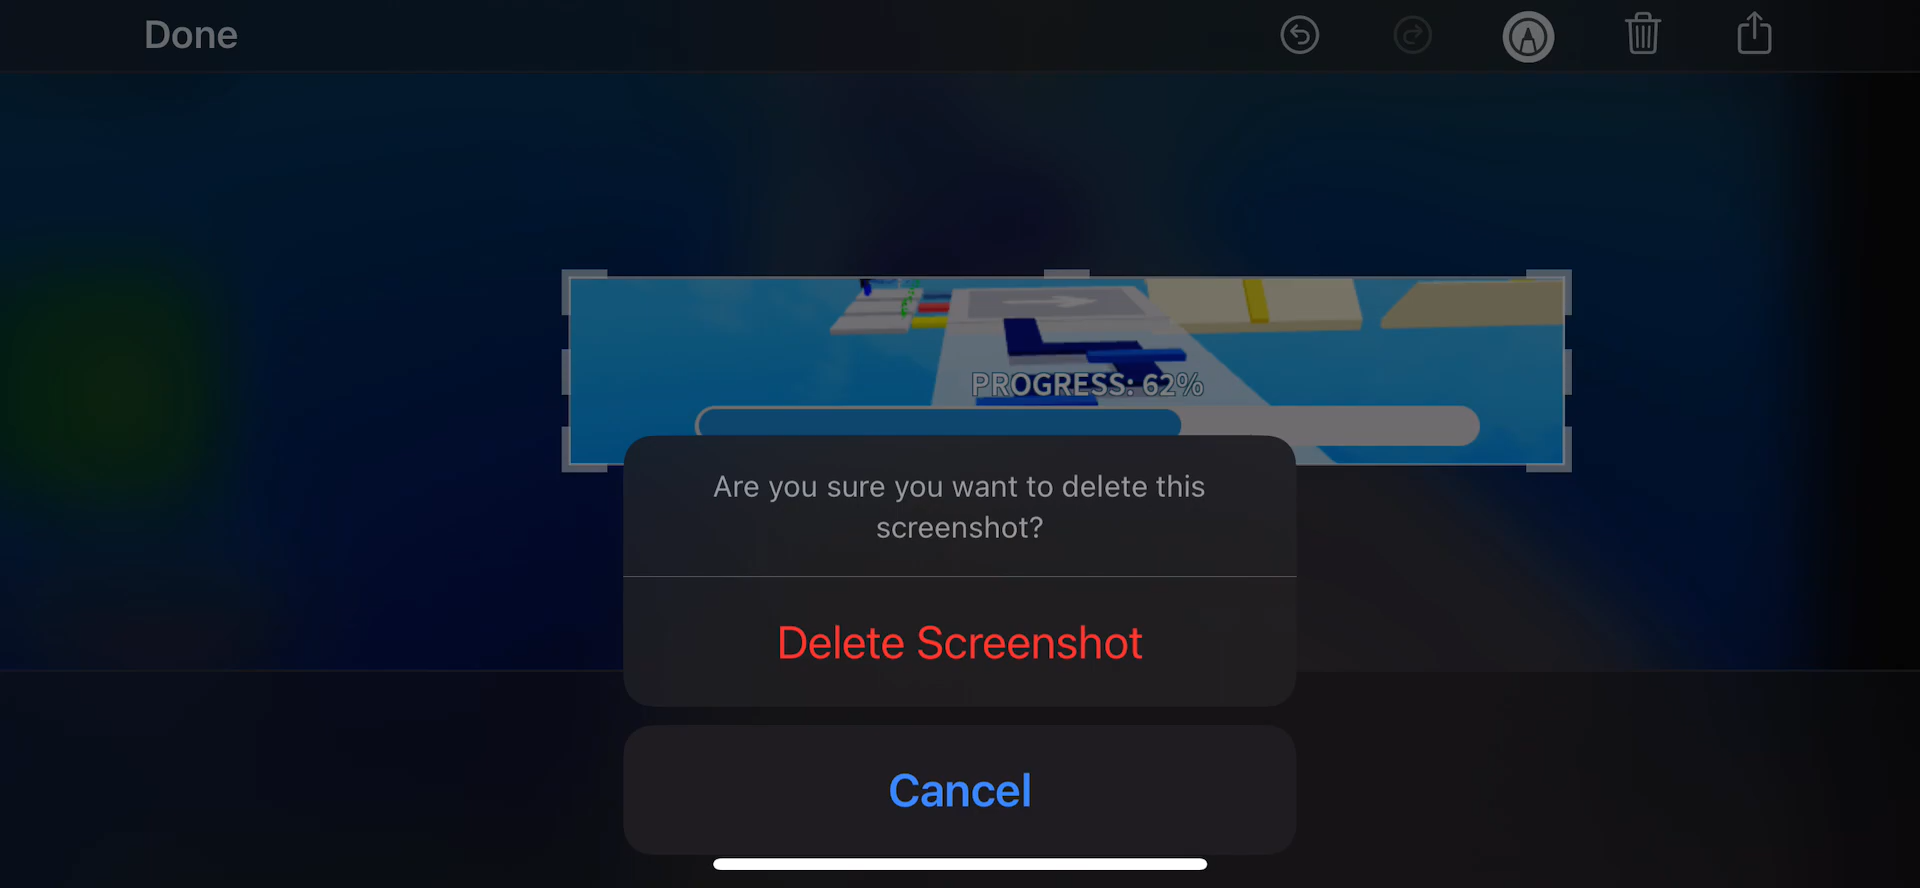 Done
PROGRESS: 62%
Are you sure you want to delete this
screenshot?
Delete Screenshot
Cancel